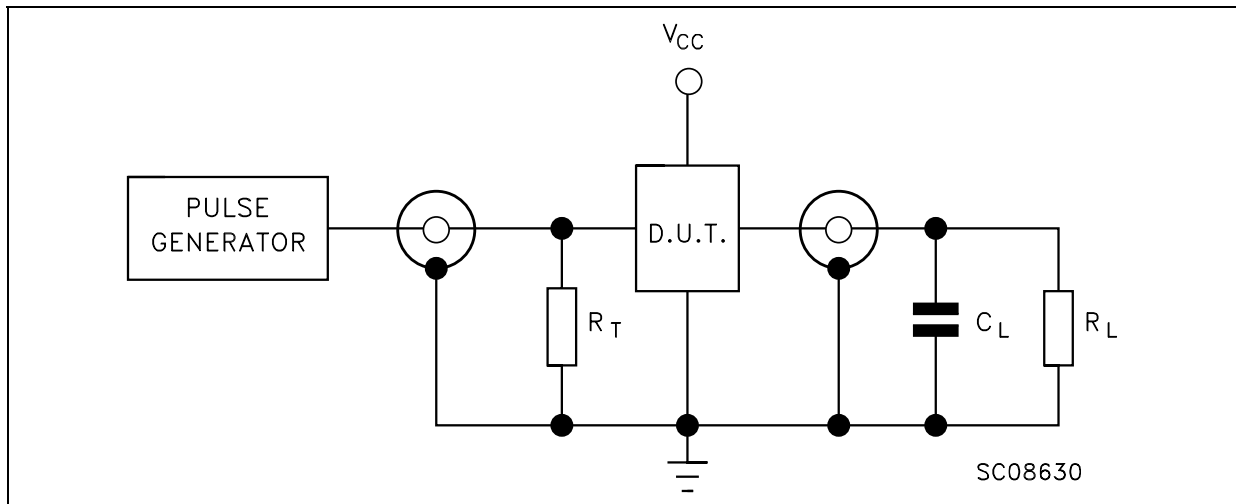 VCC
PULSE
GENERATOR
D.U.T.
RT
CL
RL
SC08630